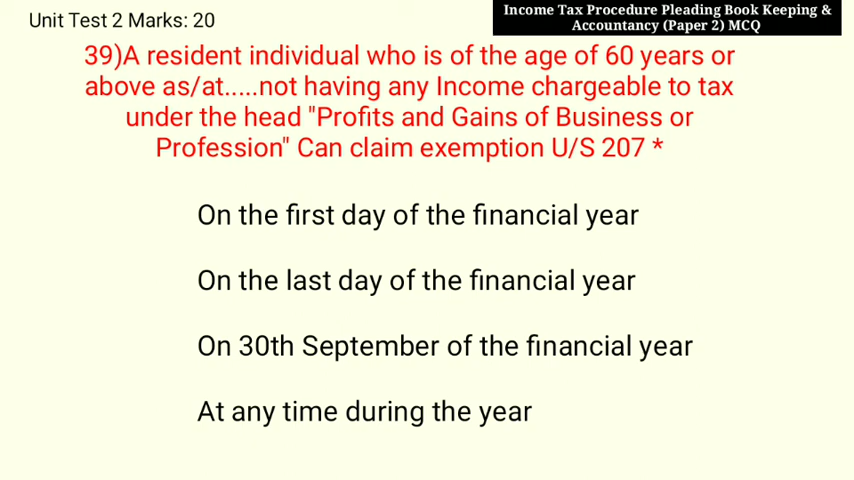 Unit Test 2 Marks: 20
Income Tax Procedure Pleading Book Keeping &
Accountancy (Paper 2) MCQ
39)A resident individual who is of the age of 60 years or
above as/at.....not having any Income chargeable to tax
under the head "Profits and Gains of Business or
Profession" Can claim exemption U/S 207 *
On the first day of the financial year
On the last day of the financial year
On 30th September of the financial year
At any time during the year